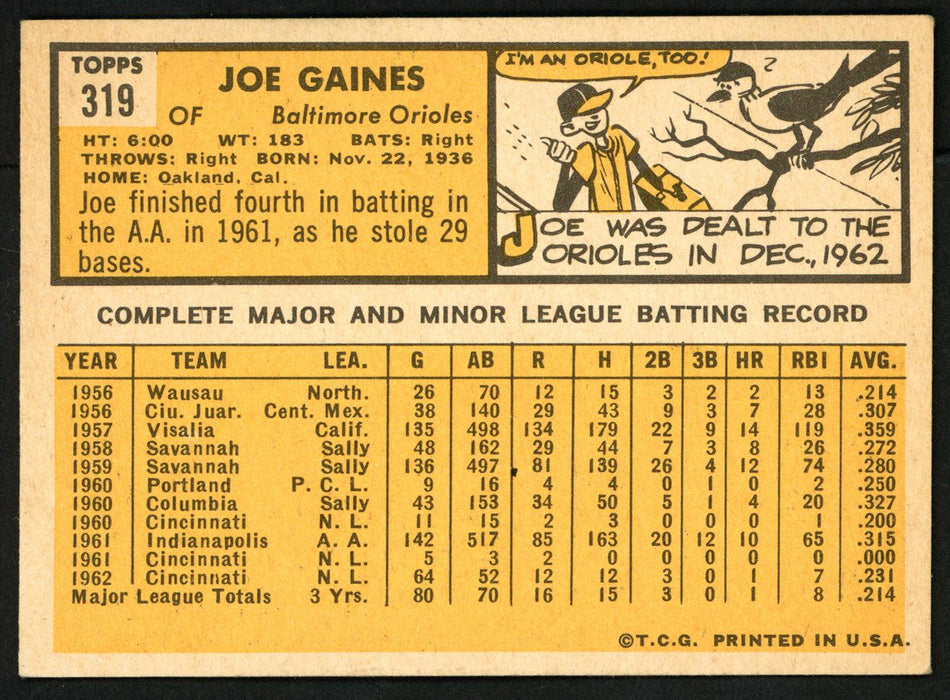 TOPPS
319
JOE GAINES
OF Baltimore Orioles
HT: 6:00 WT: 183 BATS: Right
THROWS: Right BORN: Nov. 22, 1936
HOME: Oakland, Cal.
Joe finished fourth in batting in
the A.A. in 1961, as he stole 29
bases.
I'M AN ORIOLE, TOO!
?
JOE WAS DEALT TO THE
ORIOLES IN DEC., 1962
COMPLETE MAJOR AND MINOR LEAGUE BATTING RECORD
YEAR TEAM LEA. G AB R H 2B 3B HR RBI AVG.
1956 Wausau North. 26 70 12 15 3 2 2 13 .214
1956 Ciu. Juar. Cent. Mex. 38 140 29 43 9 3 7 28 .307
1957 Visalia Calif. 135 498 134 179 22 9 14 119 .359
1958 Savannah Sally 48 162 29 44 7 3 8 26 .272
1959 Savannah Sally 136 497 81 139 26 4 12 74 .280
1960 Portland P. C. L. 9 16 4 4 0 1 0 2 .250
1960 Columbia Sally 43 153 34 50 5 1 4 20 .327
1960 Cincinnati N. L. 11 15 2 3 0 0 0 1 .200
1961 Indianapolis A. A. 142 517 85 163 20 12 10 65 .315
1961 Cincinnati N. L. 5 3 2 0 0 0 0 0 .000
1962 Cincinnati N. L. 64 52 12 12 3 0 1 7 .231
Major League Totals 3 Yrs. 80 70 16 15 3 0 1 8 .214
©T.C.G. PRINTED IN U.S.A.